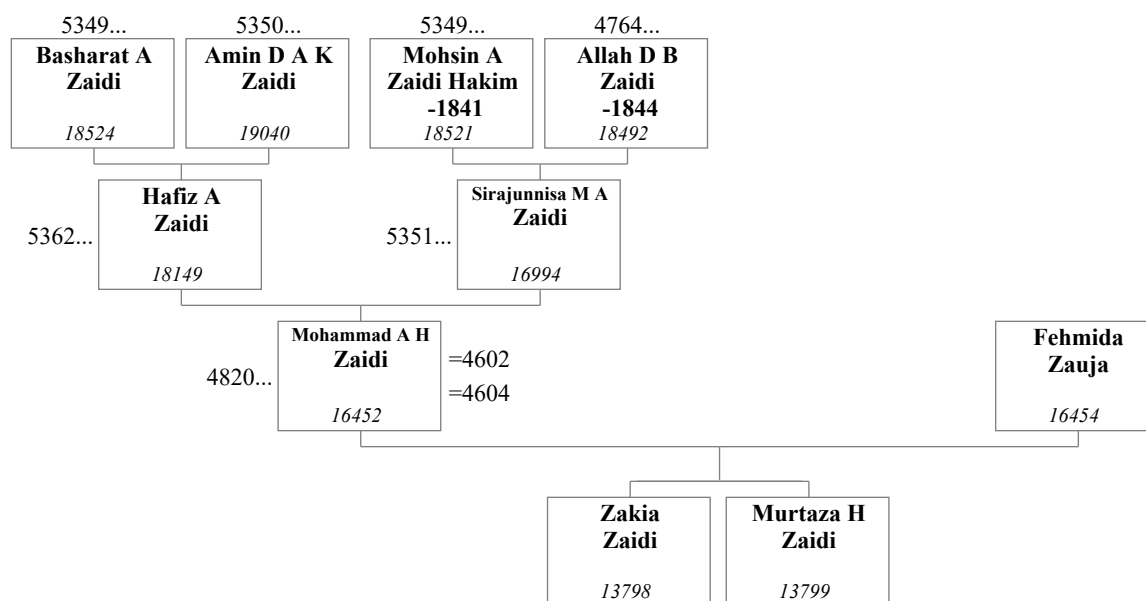 5349...
5350...
5349...
4764...
Basharat A
Zaidi
18524
Amin D A K
Zaidi
19040
Mohsin A
Zaidi Hakim
-1841
18521
Allah D B
Zaidi
-1844
18492
5362...
Hafiz A
Zaidi
18149
5351...
Sirajunnisa M A
Zaidi
16994
4820...
Mohammad A H
Zaidi
16452
=4602
=4604
Fehmida
Zauja
16454
Zakia
Zaidi
13798
Murtaza H
Zaidi
13799